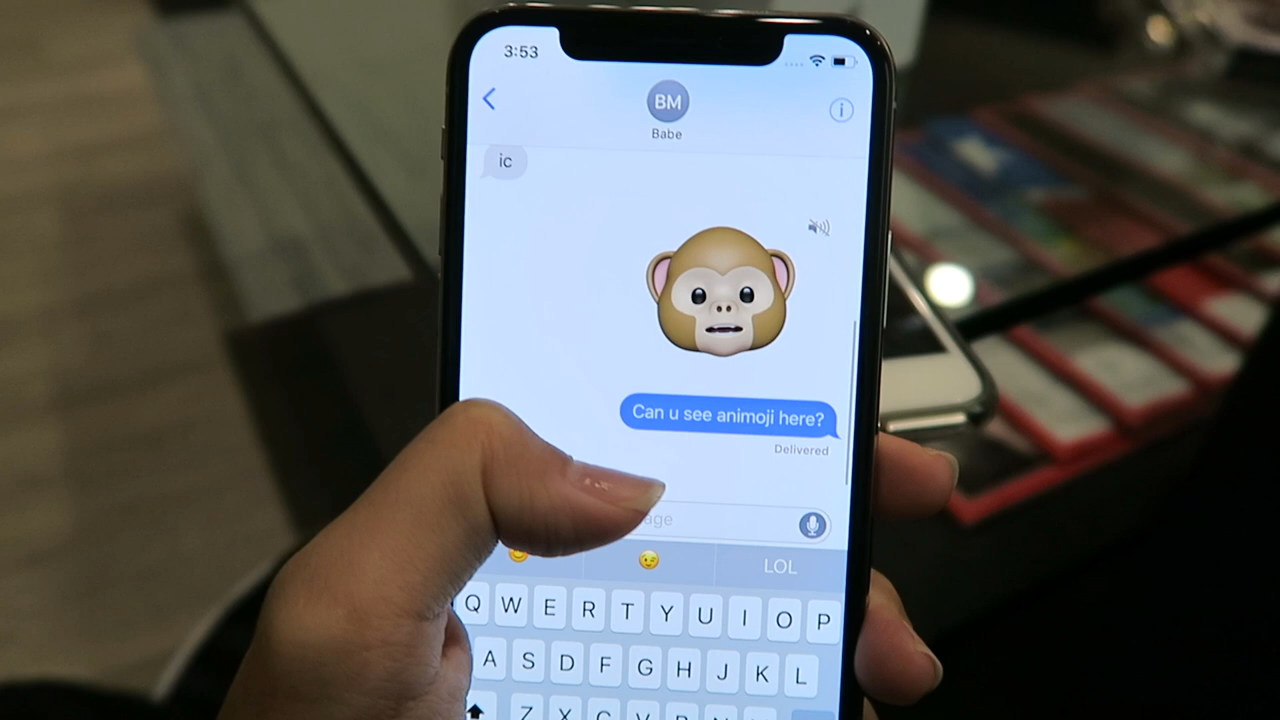 3:53
BM
Babe
ic
Can u see animoji here?
Delivered
LOL
Q W E R T Y U I O P
A S D F G H J K L
Z X C V B N